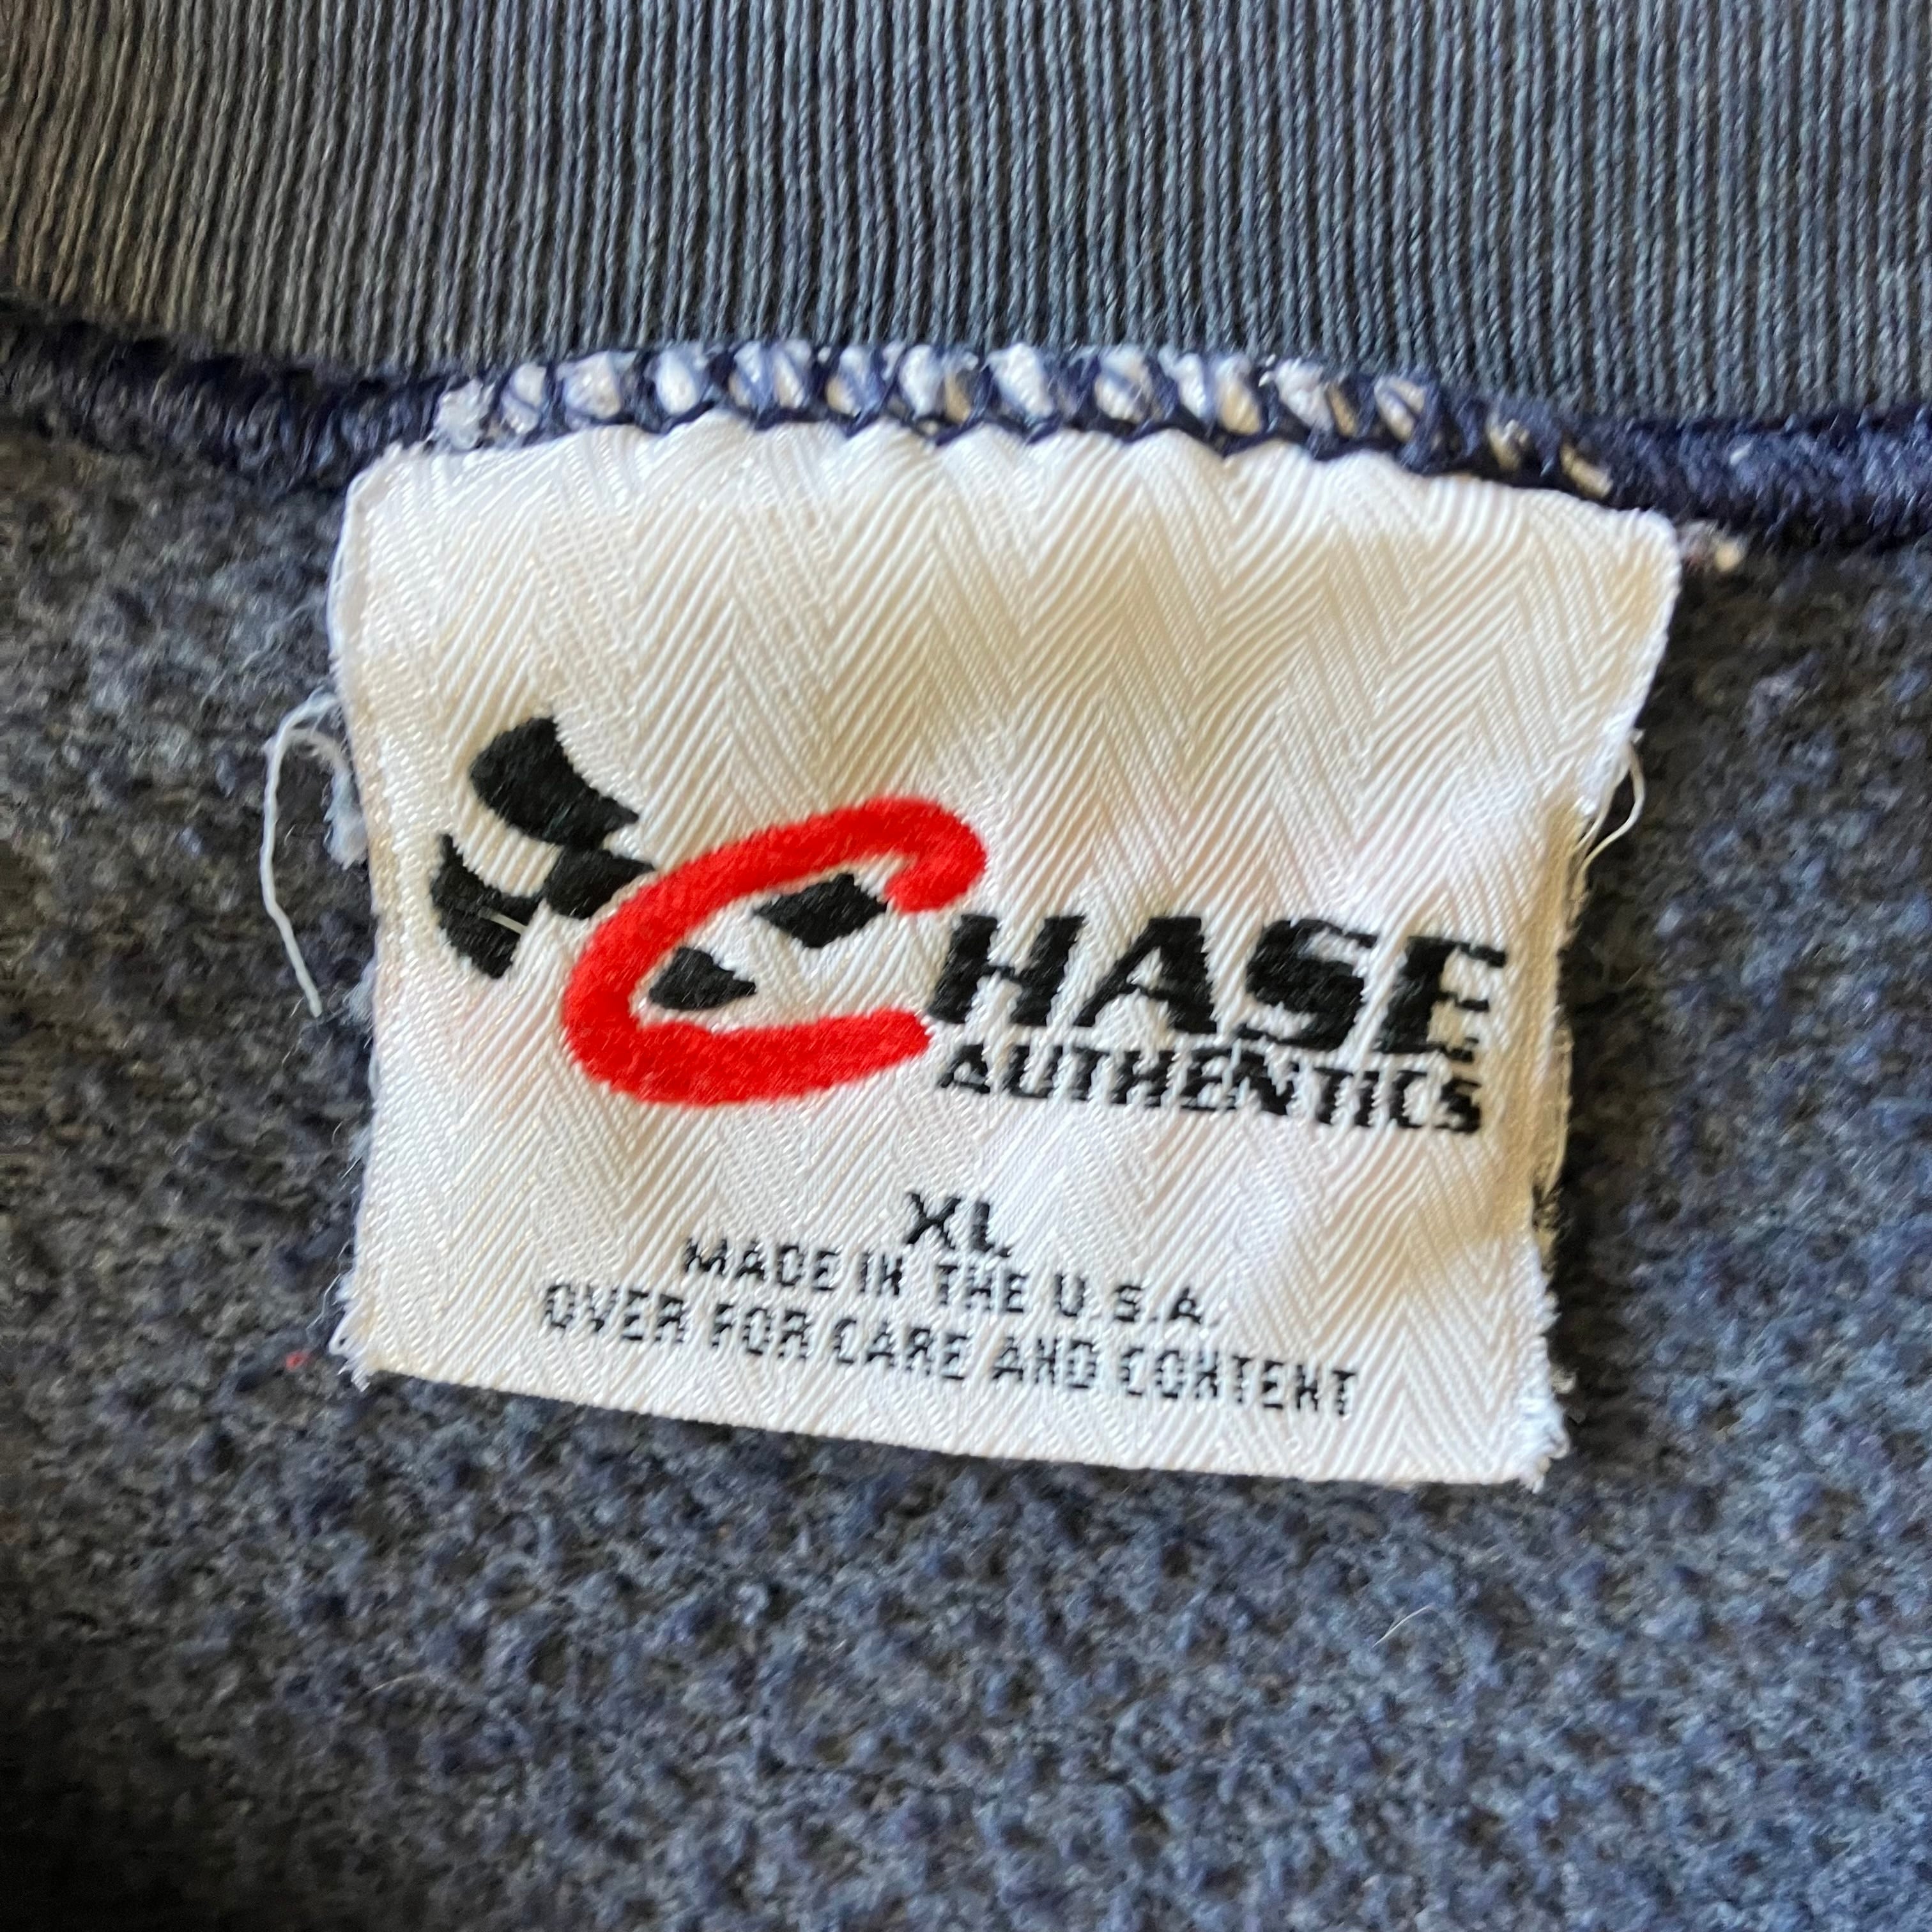 CHASE
AUTHENTICS
XL
MADE IN THE U.S.A.
OVER FOR CARE AND CONTENT